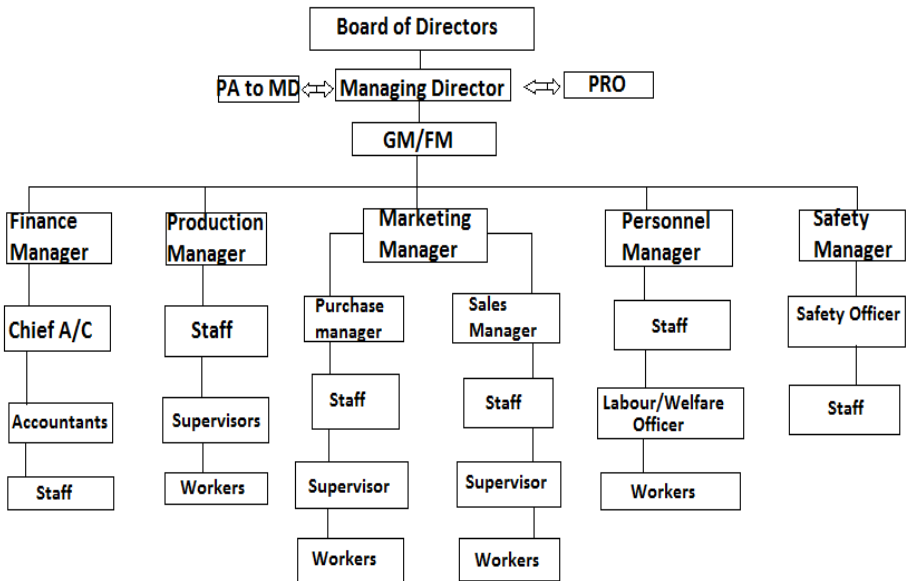 Board of Directors
PA to MD
Managing Director
PRO
GM/FM
Finance
Manager
Production
Manager
Marketing
Manager
Personnel
Manager
Safety
Manager
Chief A/C
Staff
Purchase
manager
Sales
Manager
Staff
Safety Officer
Accountants
Supervisors
Staff
Staff
Labour/Welfare
Officer
Staff
Staff
Workers
Supervisor
Supervisor
Workers
Workers
Workers